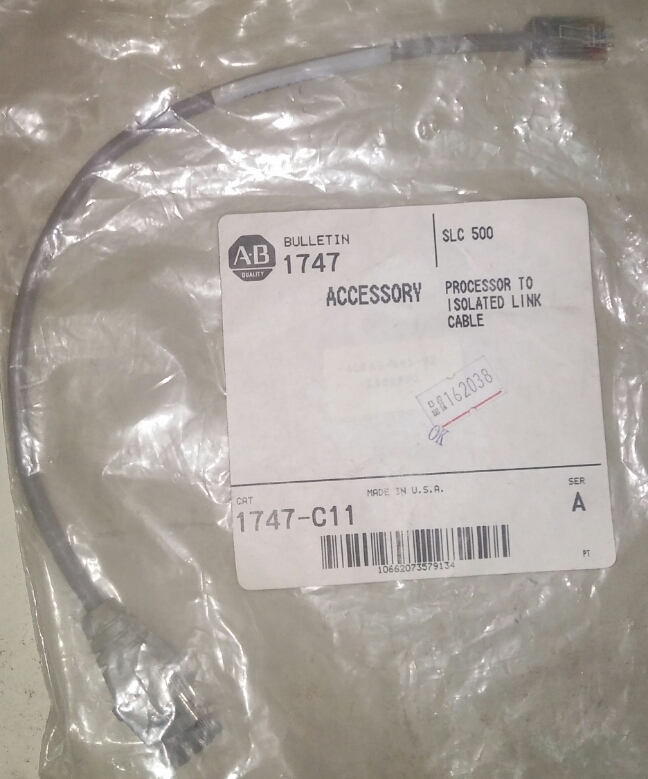 A-B
QUALITY
BULLETIN
1747
SLC 500
ACCESSORY
PROCESSOR TO
ISOLATED LINK
CABLE
162038
OK
CAT
MADE IN U.S.A.
SER
1747-C11
A
10662073579134
PT